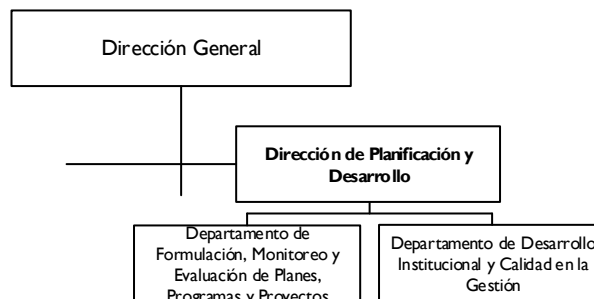 Dirección General
Dirección de Planificación y
Desarrollo
Departamento de
Formulación, Monitoreo y
Evaluación de Planes,
Programas y Proyectos
Departamento de Desarrollo
Institucional y Calidad en la
Gestión